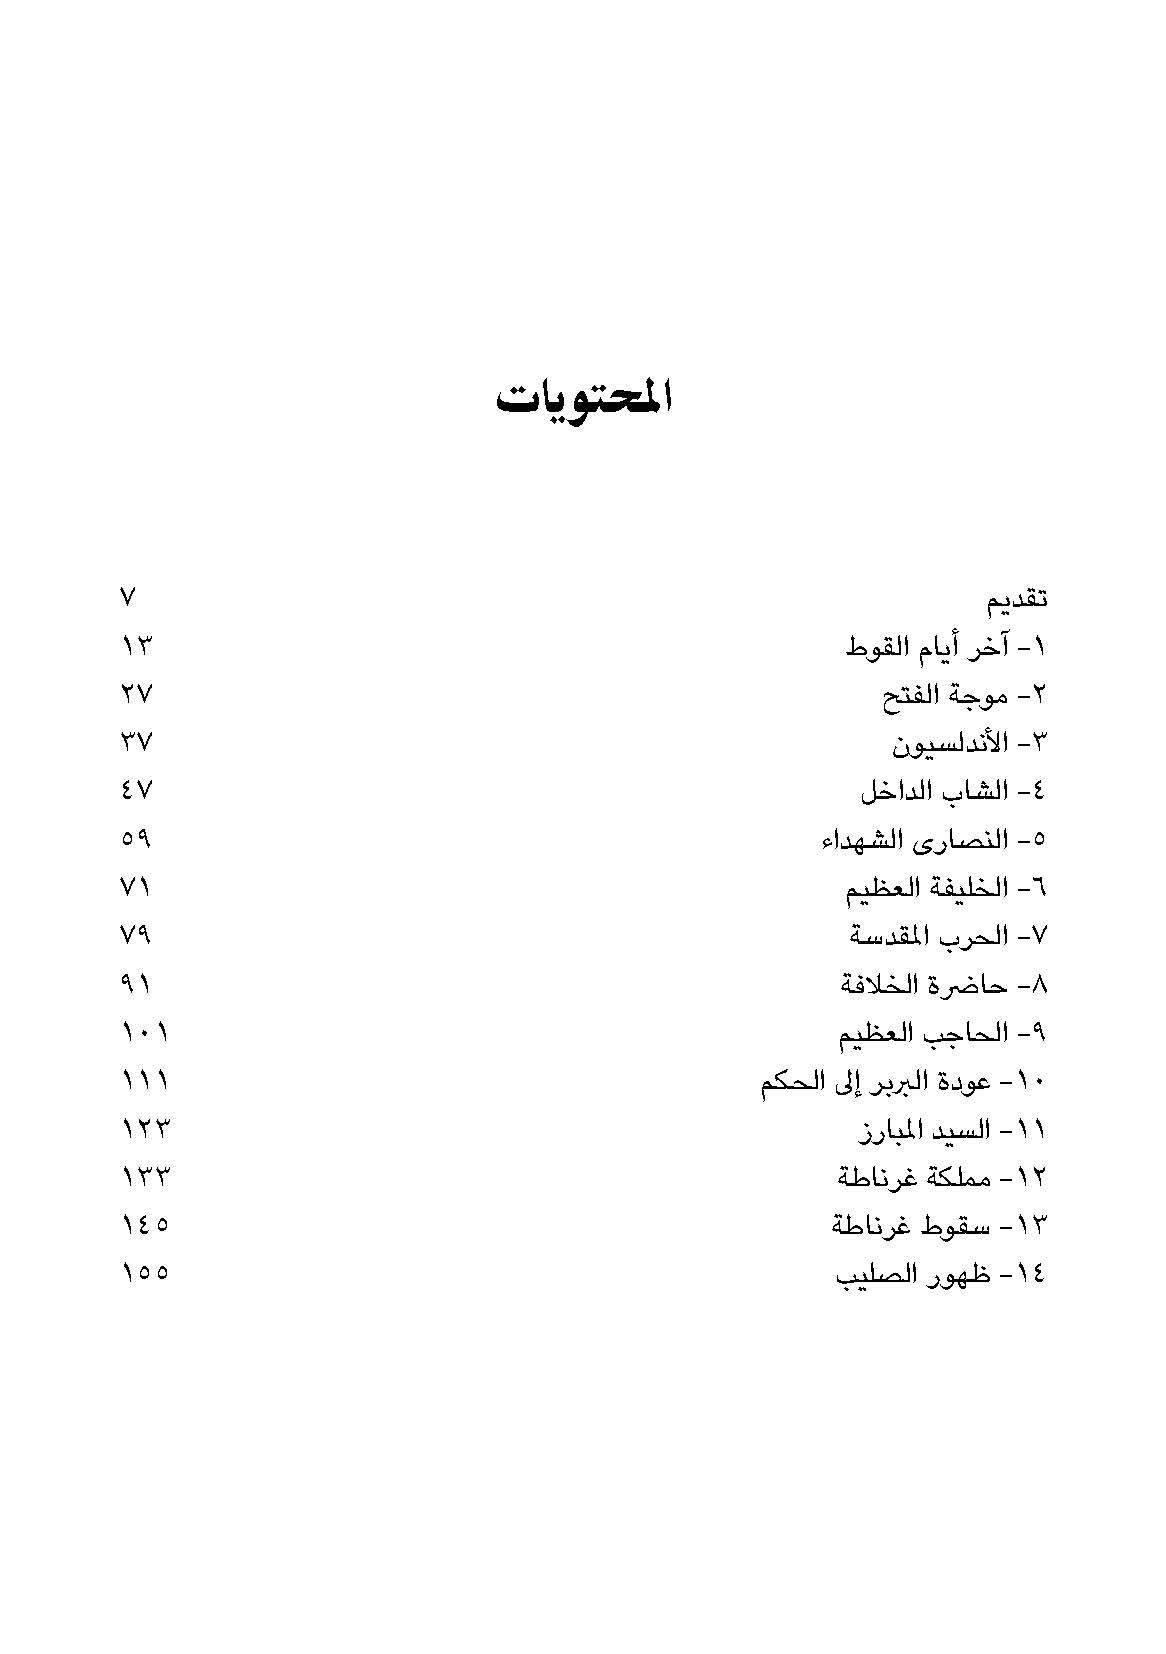 المحتويات
تقديم ٧
١- آخر أيام القوط ١٣
٢- موجة الفتح ٢٧
٣- الأندلسيون ٣٧
٤- الشاب الداخل ٤٧
٥- النصارى الشهداء ٥٩
٦- الخليفة العظيم ٧١
٧- الحرب المقدسة ٧٩
٨- حاضرة الخلافة ٩١
٩- الحاجب العظيم ١٠١
١٠- عودة البربر إلى الحكم ١١١
١١- السيد المبارز ١٢٣
١٢- مملكة غرناطة ١٣٣
١٣- سقوط غرناطة ١٤٥
١٤- ظهور الصليب ١٥٥